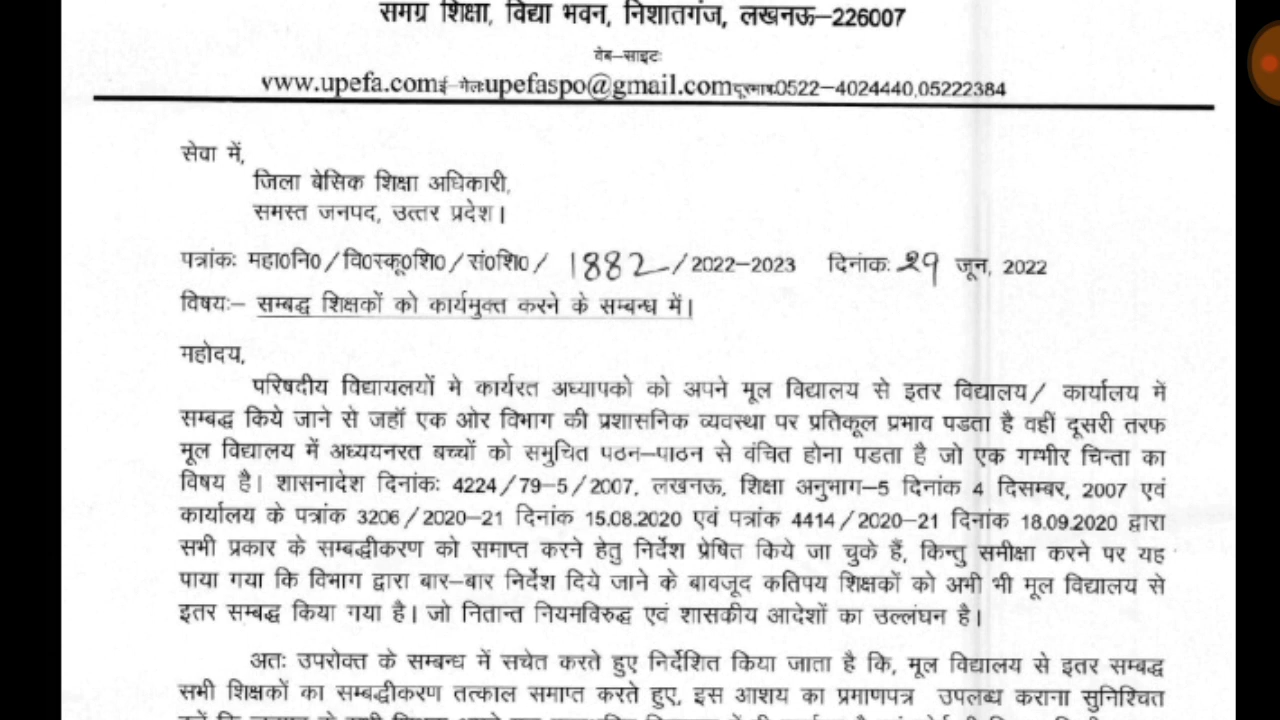 समग्र शिक्षा, विद्या भवन, निशातगंज, लखनऊ–226007
वेब–साइटः
www.upefa.comई–मेलःupefaspo@gmail.comदूरभाषः0522–4024440,05222384
सेवा में,
जिला बेसिक शिक्षा अधिकारी,
समस्त जनपद, उत्तर प्रदेश।
पत्रांकः महा0नि0/वि0स्कू0शि0/सं0शि0/ 1882/2022–2023 दिनांकः 29 जून, 2022
विषयः– सम्बद्ध शिक्षकों को कार्यमुक्त करने के सम्बन्ध में।
महोदय,
परिषदीय विद्यायलयों मे कार्यरत अध्यापको को अपने मूल विद्यालय से इतर विद्यालय/ कार्यालय में
सम्बद्ध किये जाने से जहॉ एक ओर विभाग की प्रशासनिक व्यवस्था पर प्रतिकूल प्रभाव पडता है वहीं दूसरी तरफ
मूल विद्यालय में अध्ययनरत बच्चों को समुचित पठन–पाठन से वंचित होना पडता है जो एक गम्भीर चिन्ता का
विषय है। शासनादेश दिनांकः 4224/79–5/2007, लखनऊ, शिक्षा अनुभाग–5 दिनांक 4 दिसम्बर, 2007 एवं
कार्यालय के पत्रांक 3206/2020–21 दिनांक 15.08.2020 एवं पत्रांक 4414/2020–21 दिनांक 18.09.2020 द्वारा
सभी प्रकार के सम्बद्धीकरण को समाप्त करने हेतु निर्देश प्रेषित किये जा चुके हैं, किन्तु समीक्षा करने पर यह
पाया गया कि विभाग द्वारा बार–बार निर्देश दिये जाने के बावजूद कतिपय शिक्षकों को अभी भी मूल विद्यालय से
इतर सम्बद्ध किया गया है। जो नितान्त नियमविरुद्ध एवं शासकीय आदेशों का उल्लंघन है।
अतः उपरोक्त के सम्बन्ध में सचेत करते हुए निर्देशित किया जाता है कि, मूल विद्यालय से इतर सम्बद्ध
सभी शिक्षकों का सम्बद्धीकरण तत्काल समाप्त करते हुए, इस आशय का प्रमाणपत्र उपलब्ध कराना सुनिश्चित